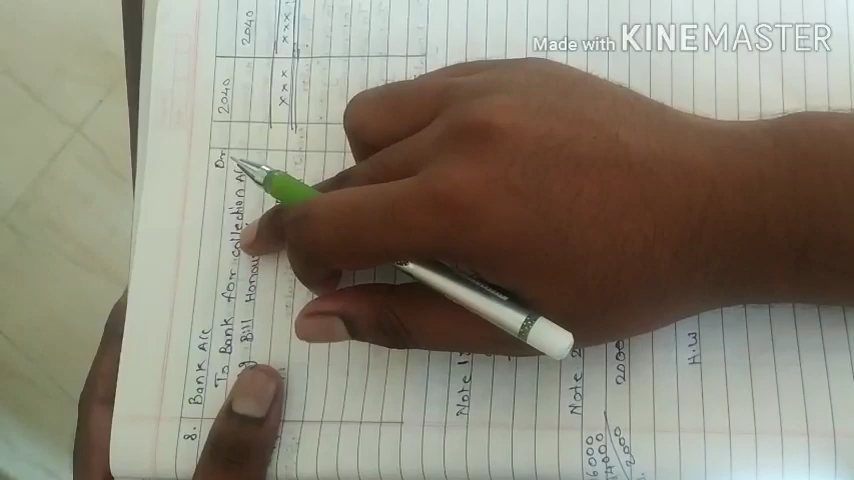 Made with KINEMASTER
8. Bank A/c Dr 2040
To Bank for collection A/c 2040
Bill Honou
xxx xxx
Note 1
Note 2
2000
H.W
6000
4000
2000